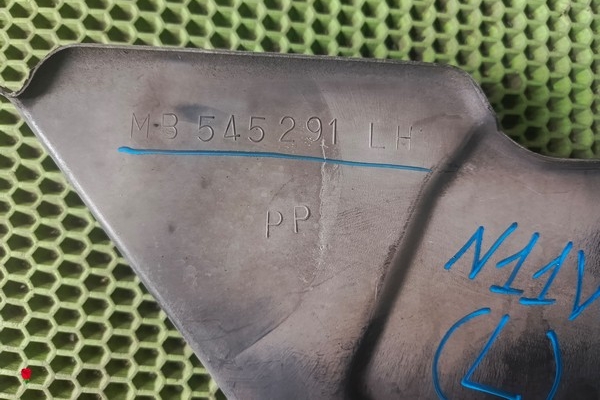 MB 545291 LH
PP
N11V
(L)